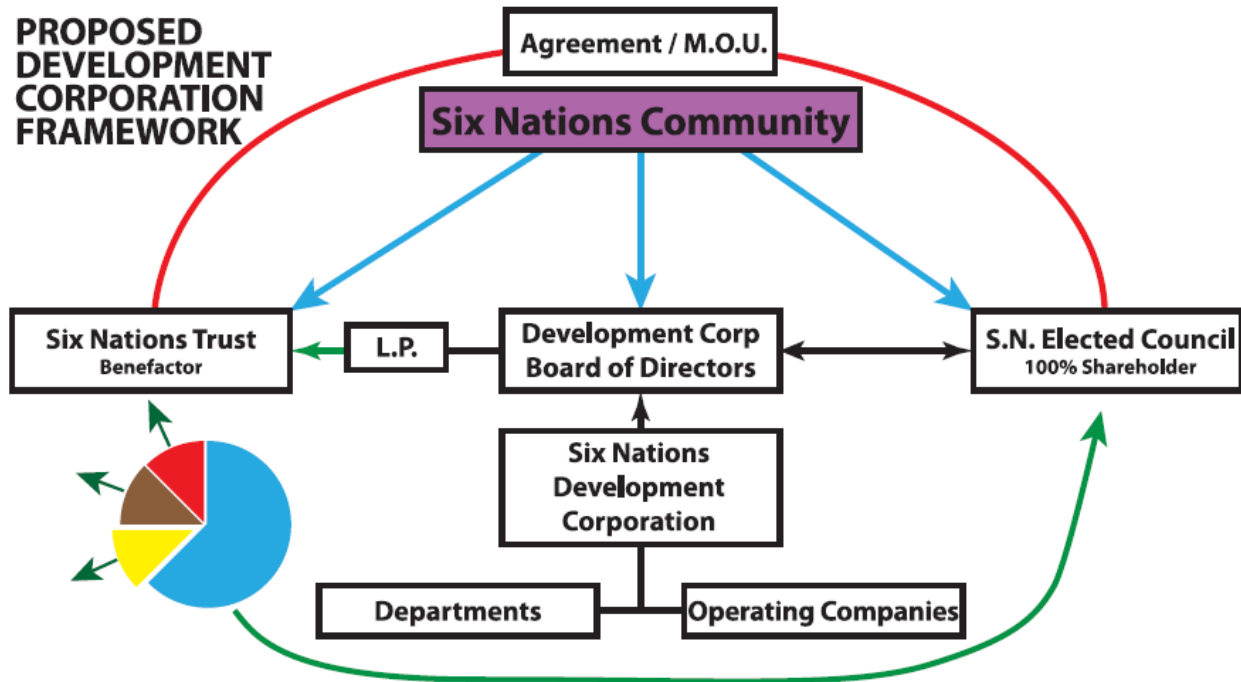 PROPOSED
DEVELOPMENT
CORPORATION
FRAMEWORK
Agreement / M.O.U.
Six Nations Community
Six Nations Trust
Benefactor
L.P.
Development Corp
Board of Directors
S.N. Elected Council
100% Shareholder
Six Nations
Development
Corporation
Departments
Operating Companies